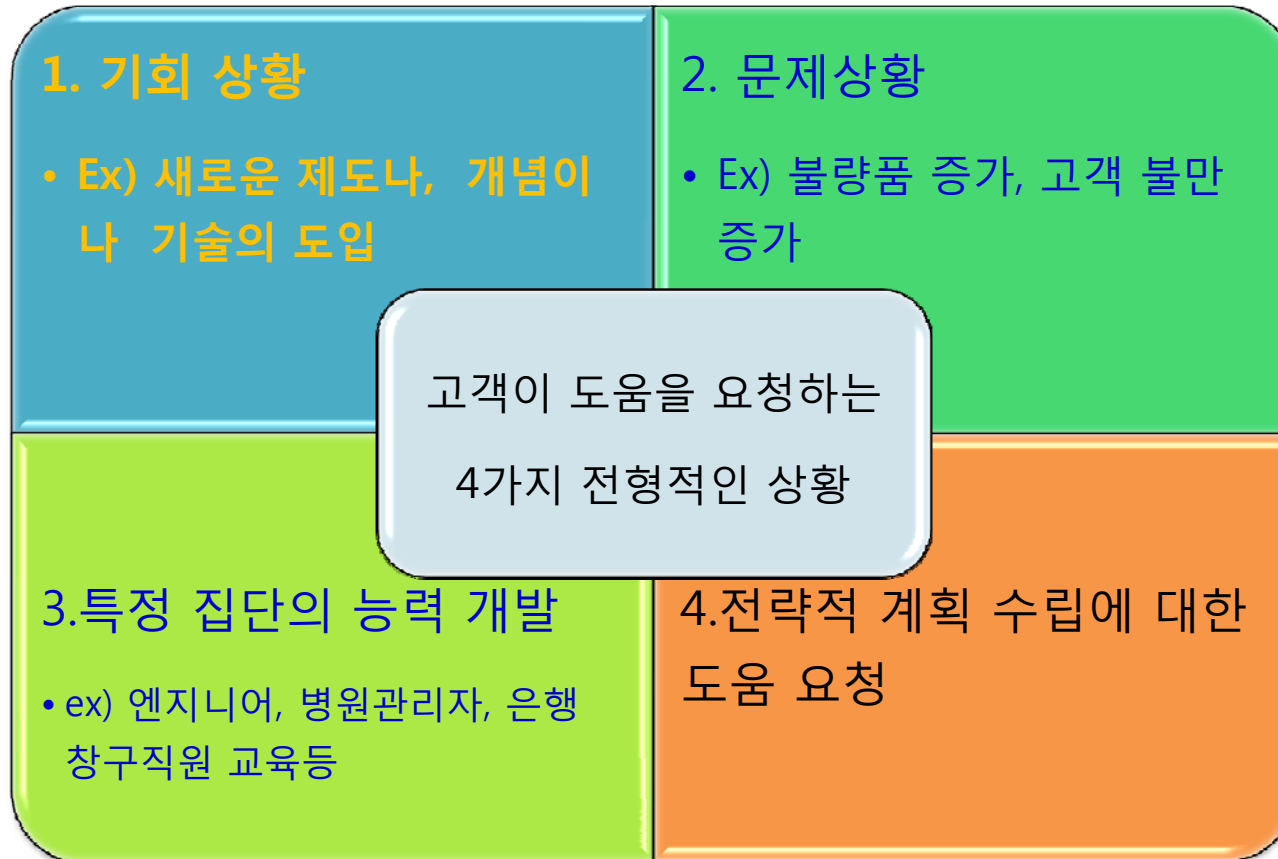 1. 기회 상황
• Ex) 새로운 제도나, 개념이
나 기술의 도입
2. 문제상황
• Ex) 불량품 증가, 고객 불만
증가
고객이 도움을 요청하는
4가지 전형적인 상황
3.특정 집단의 능력 개발
• ex) 엔지니어, 병원관리자, 은행
창구직원 교육등
4.전략적 계획 수립에 대한
도움 요청